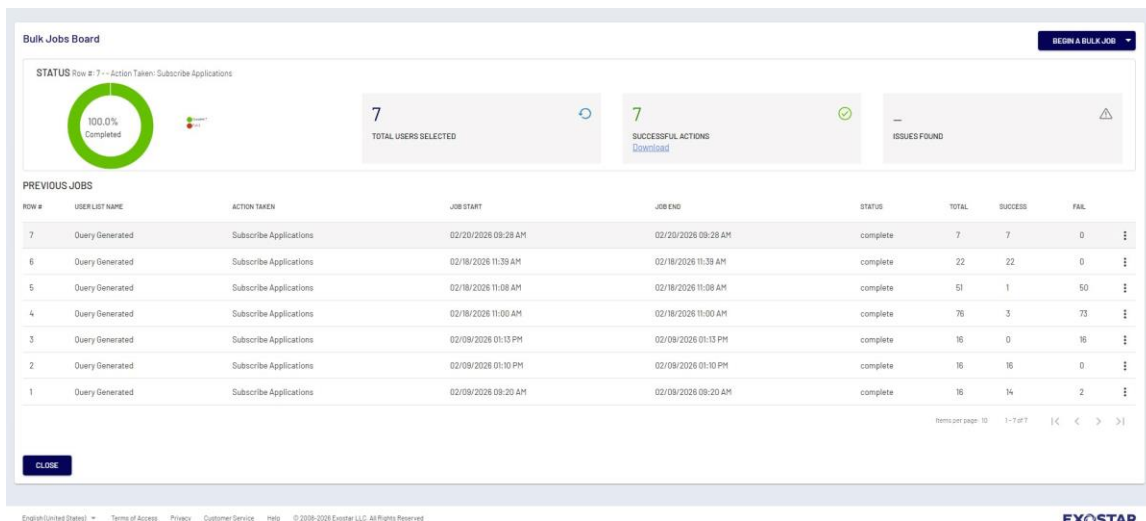 Bulk Jobs Board
BEGIN A BULK JOB
STATUS Row #: 7 - - Action Taken: Subscribe Applications
100.0%
Completed
7
TOTAL USERS SELECTED
7
SUCCESSFUL ACTIONS
Download
_
ISSUES FOUND
PREVIOUS JOBS
ROW # USER LIST NAME ACTION TAKEN JOB START JOB END STATUS TOTAL SUCCESS FAIL
7 Query Generated Subscribe Applications 02/20/2026 09:28 AM 02/20/2026 09:28 AM complete 7 7 0
6 Query Generated Subscribe Applications 02/18/2026 11:39 AM 02/18/2026 11:39 AM complete 22 22 0
5 Query Generated Subscribe Applications 02/18/2026 11:08 AM 02/18/2026 11:08 AM complete 51 1 50
4 Query Generated Subscribe Applications 02/18/2026 11:00 AM 02/18/2026 11:00 AM complete 76 3 73
3 Query Generated Subscribe Applications 02/09/2026 01:13 PM 02/09/2026 01:13 PM complete 16 0 16
2 Query Generated Subscribe Applications 02/09/2026 01:10 PM 02/09/2026 01:10 PM complete 16 16 0
1 Query Generated Subscribe Applications 02/09/2026 09:20 AM 02/09/2026 09:20 AM complete 16 14 2
Items per page: 10 1 - 7 of 7
CLOSE
English (United States) Terms of Access Privacy Customer Service Help © 2006-2026 Exostar LLC. All Rights Reserved
EXOSTAR